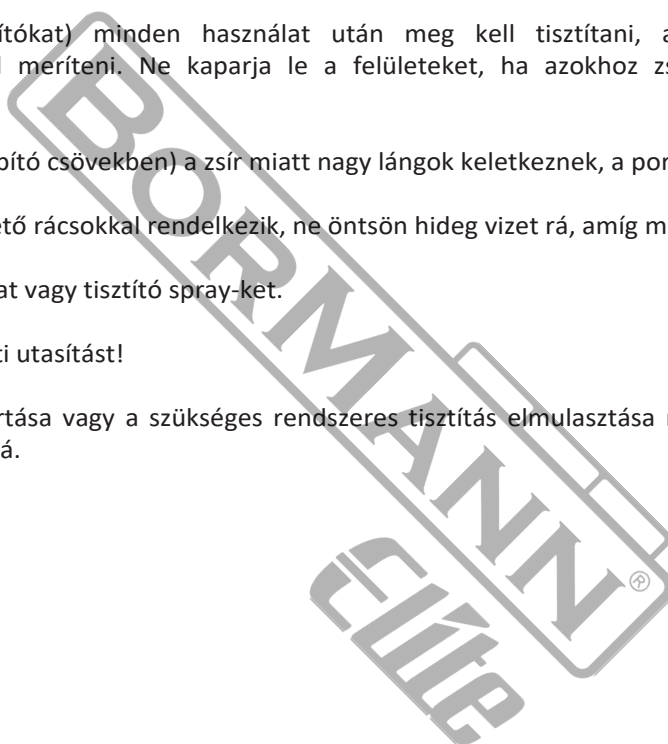 ítókat) minden használat után meg kell tisztítani, a
meríteni. Ne kaparja le a felületeket, ha azokhoz
pító csövekben) a zsír miatt nagy lángok keletkeznek, a
ető rácsokkal rendelkezik, ne öntsön hideg vizet rá, amíg
at vagy tisztító spray-ket.
ti utasítást!
rtása vagy a szükséges rendszeres tisztítás elmulasztása
á.
BORMANN®
Elite